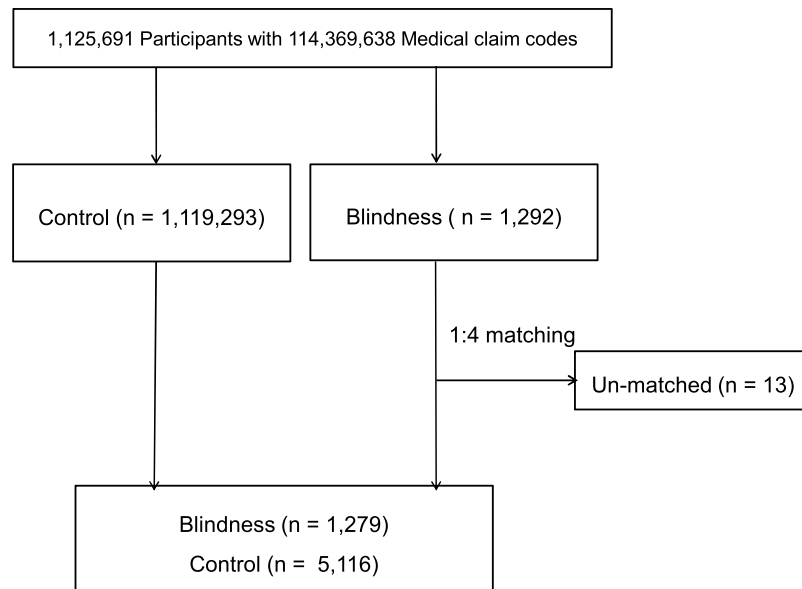 1,125,691 Participants with 114,369,638 Medical claim codes
Control (n = 1,119,293)
Blindness ( n = 1,292)
1:4 matching
Un-matched (n = 13)
Blindness (n = 1,279)
Control (n =  5,116)